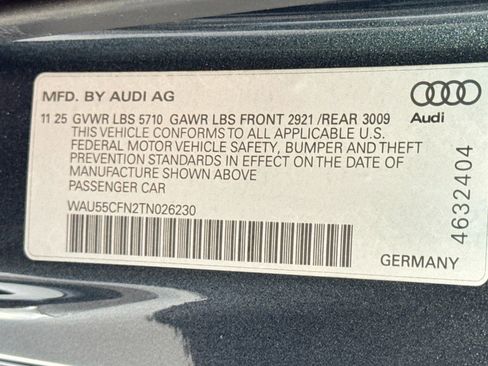 MFD. BY AUDI AG
11 25 GVWR LBS 5710 GAWR LBS FRONT 2921 /REAR 3009
THIS VEHICLE CONFORMS TO ALL APPLICABLE U.S.
FEDERAL MOTOR VEHICLE SAFETY, BUMPER AND THEFT
PREVENTION STANDARDS IN EFFECT ON THE DATE OF
MANUFACTURE SHOWN ABOVE
PASSENGER CAR
WAU55CFN2TN026230
GERMANY
Audi
4632404